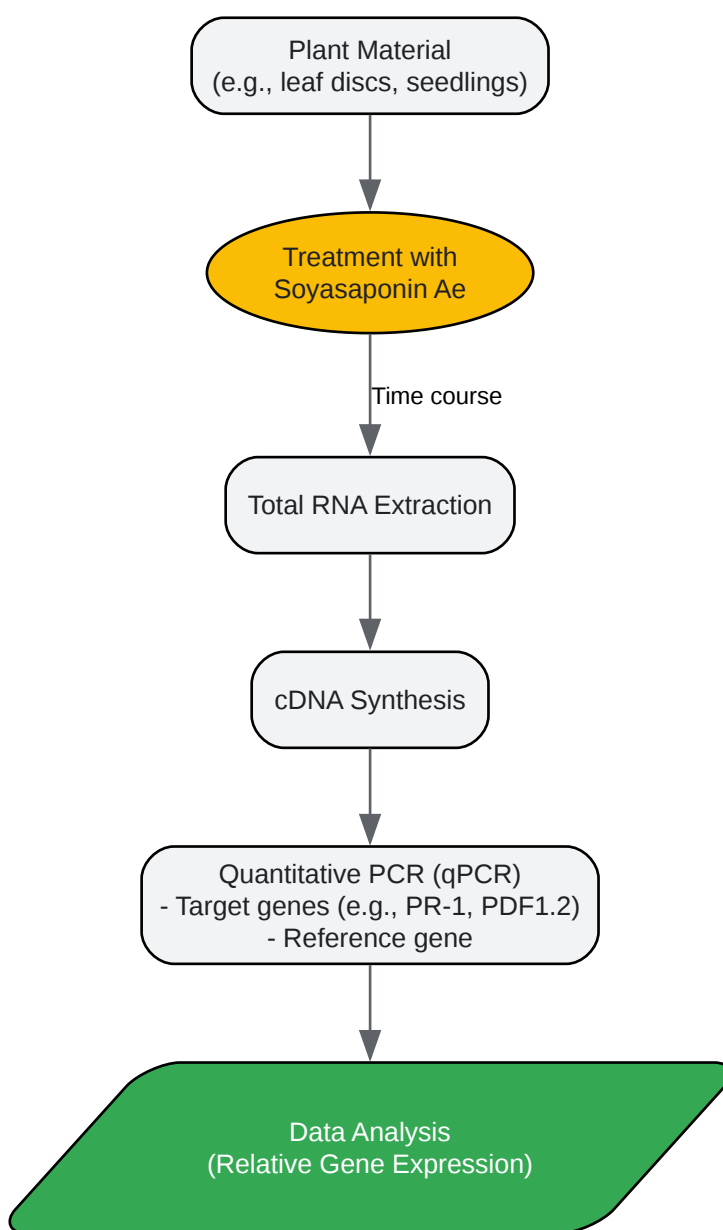 Plant Material
(e.g., leaf discs, seedlings)
Treatment with
Soyasaponin Ae
Time course
Total RNA Extraction
cDNA Synthesis
Quantitative PCR (qPCR)
- Target genes (e.g., PR-1, PDF1.2)
- Reference gene
Data Analysis
(Relative Gene Expression)